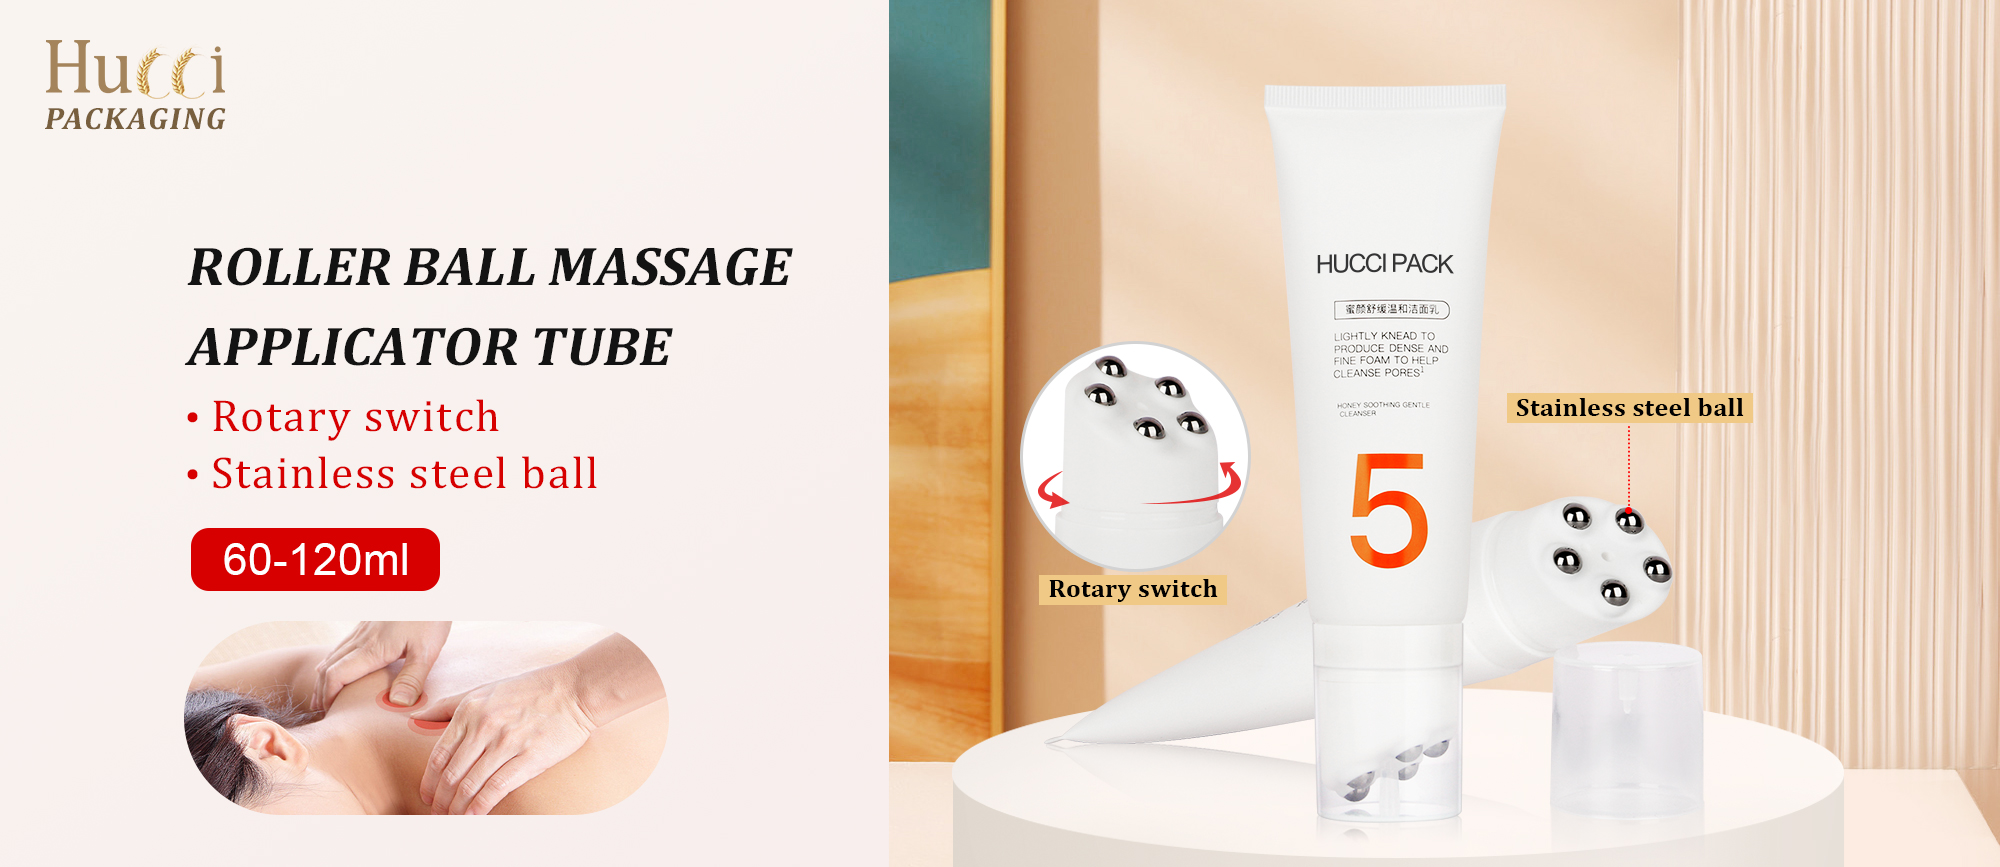 Hucci
PACKAGING
ROLLER BALL MASSAGE
APPLICATOR TUBE
• Rotary switch
• Stainless steel ball
60-120ml
Rotary switch
HUCCI PACK
蜜颜舒缓温和洁面乳
LIGHTLY KNEAD TO
PRODUCE DENSE AND
FINE FOAM TO HELP
CLEANSE PORES¹
HONEY SOOTHING GENTLE
CLEANSER
5
Stainless steel ball